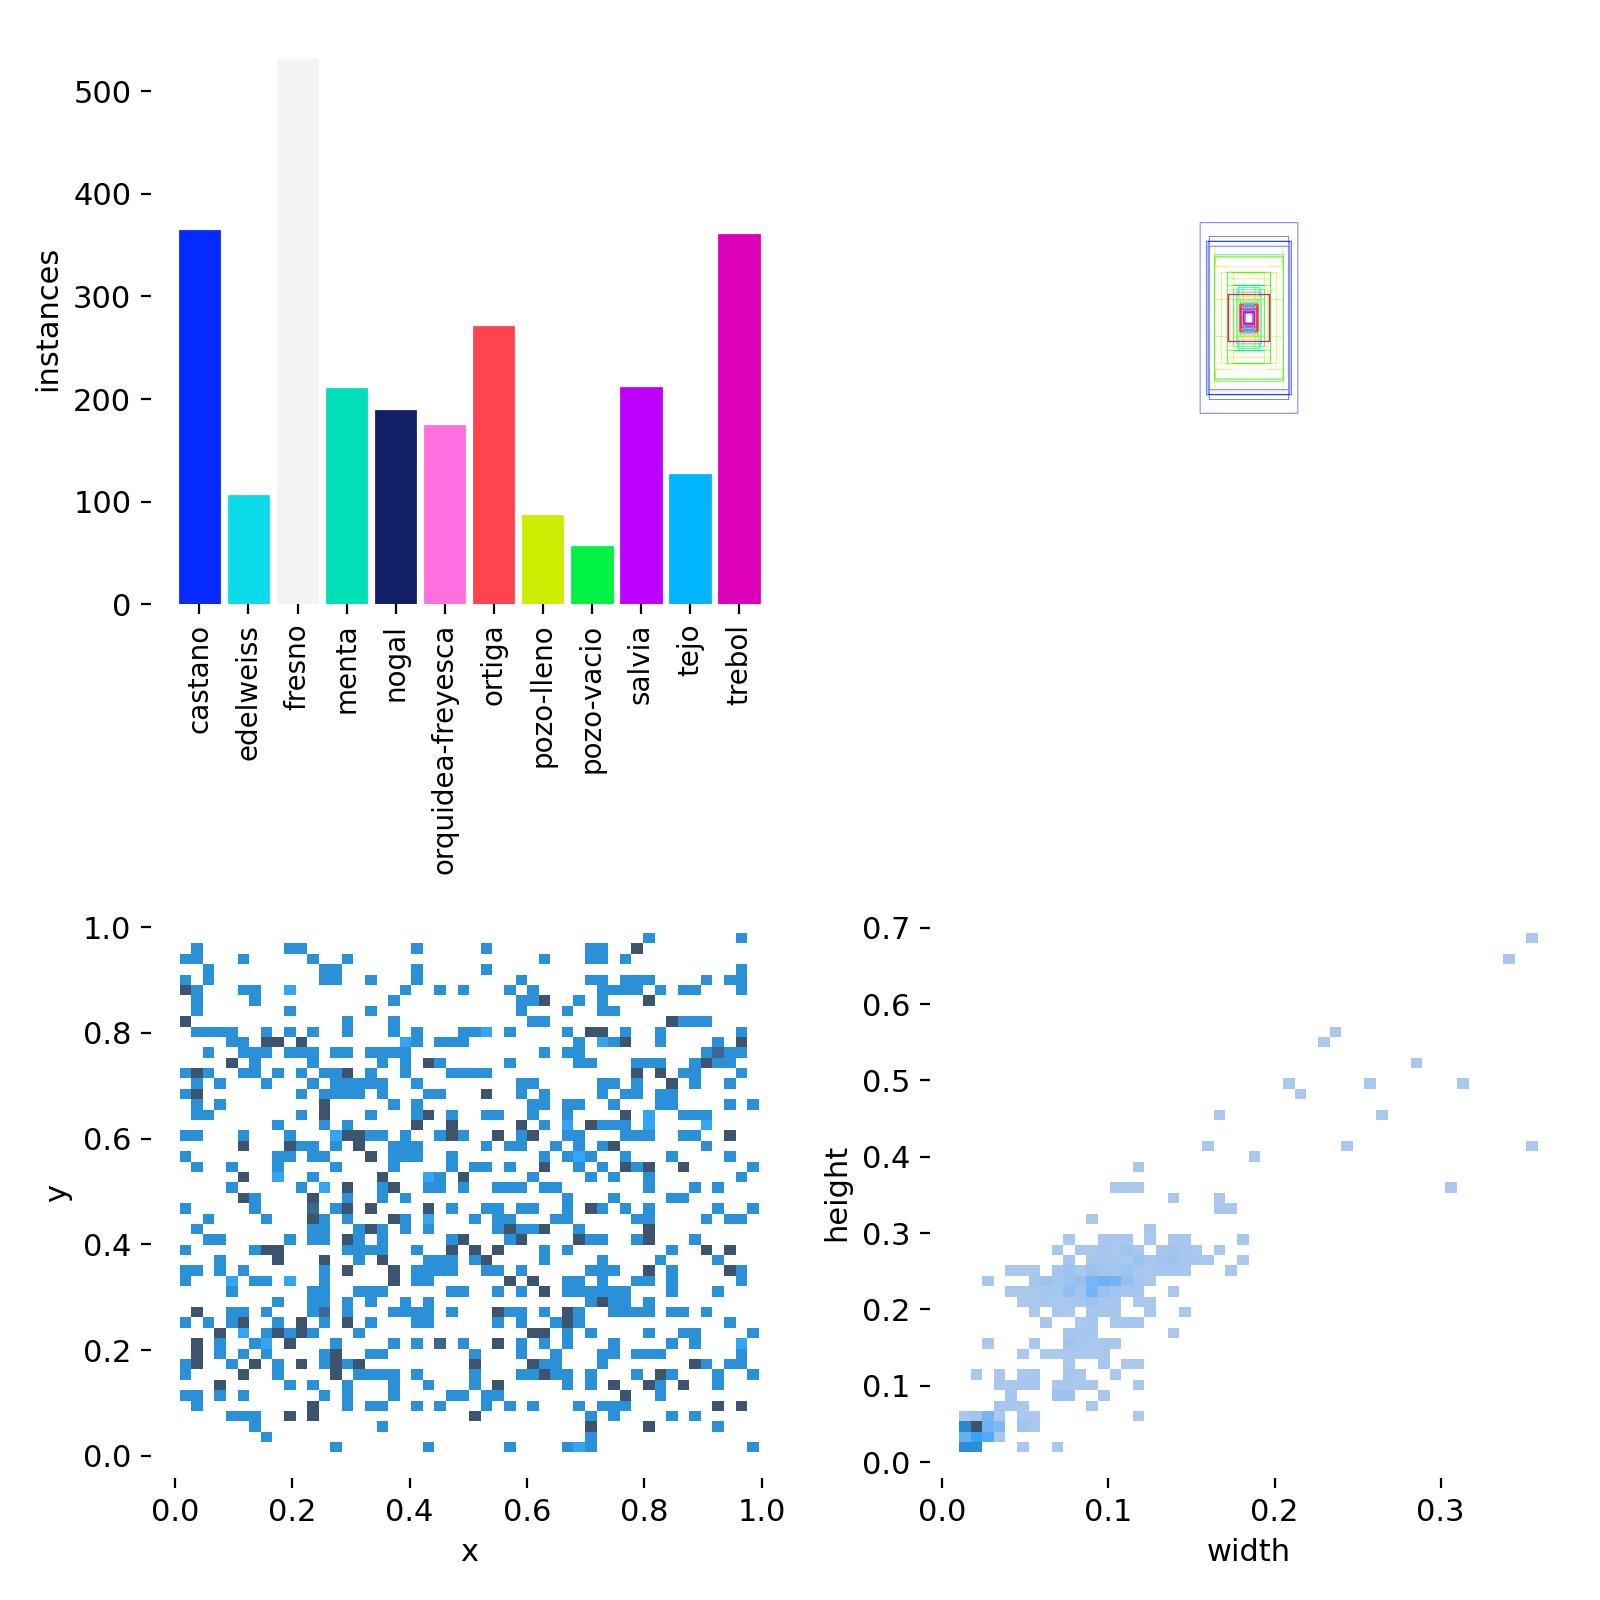 500
400
300
200
100
0
instances
castano
edelweiss
fresno
menta
nogal
orquidea-freyesca
ortiga
pozo-lleno
pozo-vacio
salvia
tejo
trebol
1.0
0.8
0.6
0.4
0.2
0.0
y
0.0 0.2 0.4 0.6 0.8 1.0
x
0.7
0.6
0.5
0.4
0.3
0.2
0.1
0.0
height
0.0 0.1 0.2 0.3
width